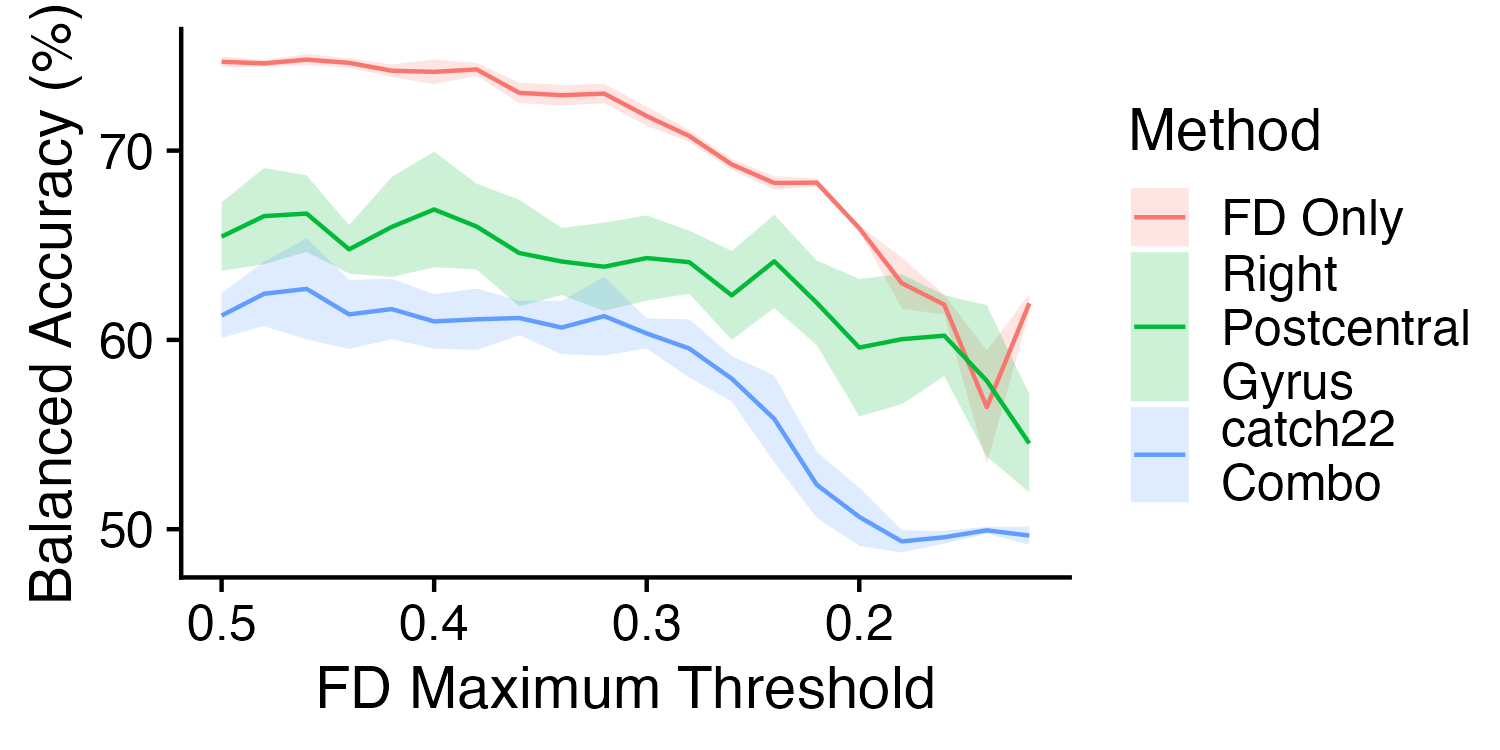 Balanced Accuracy (%)
70
60
50
0.5
0.4
0.3
0.2
FD Maximum Threshold
Method
FD Only
Right
Postcentral
Gyrus
catch22
Combo